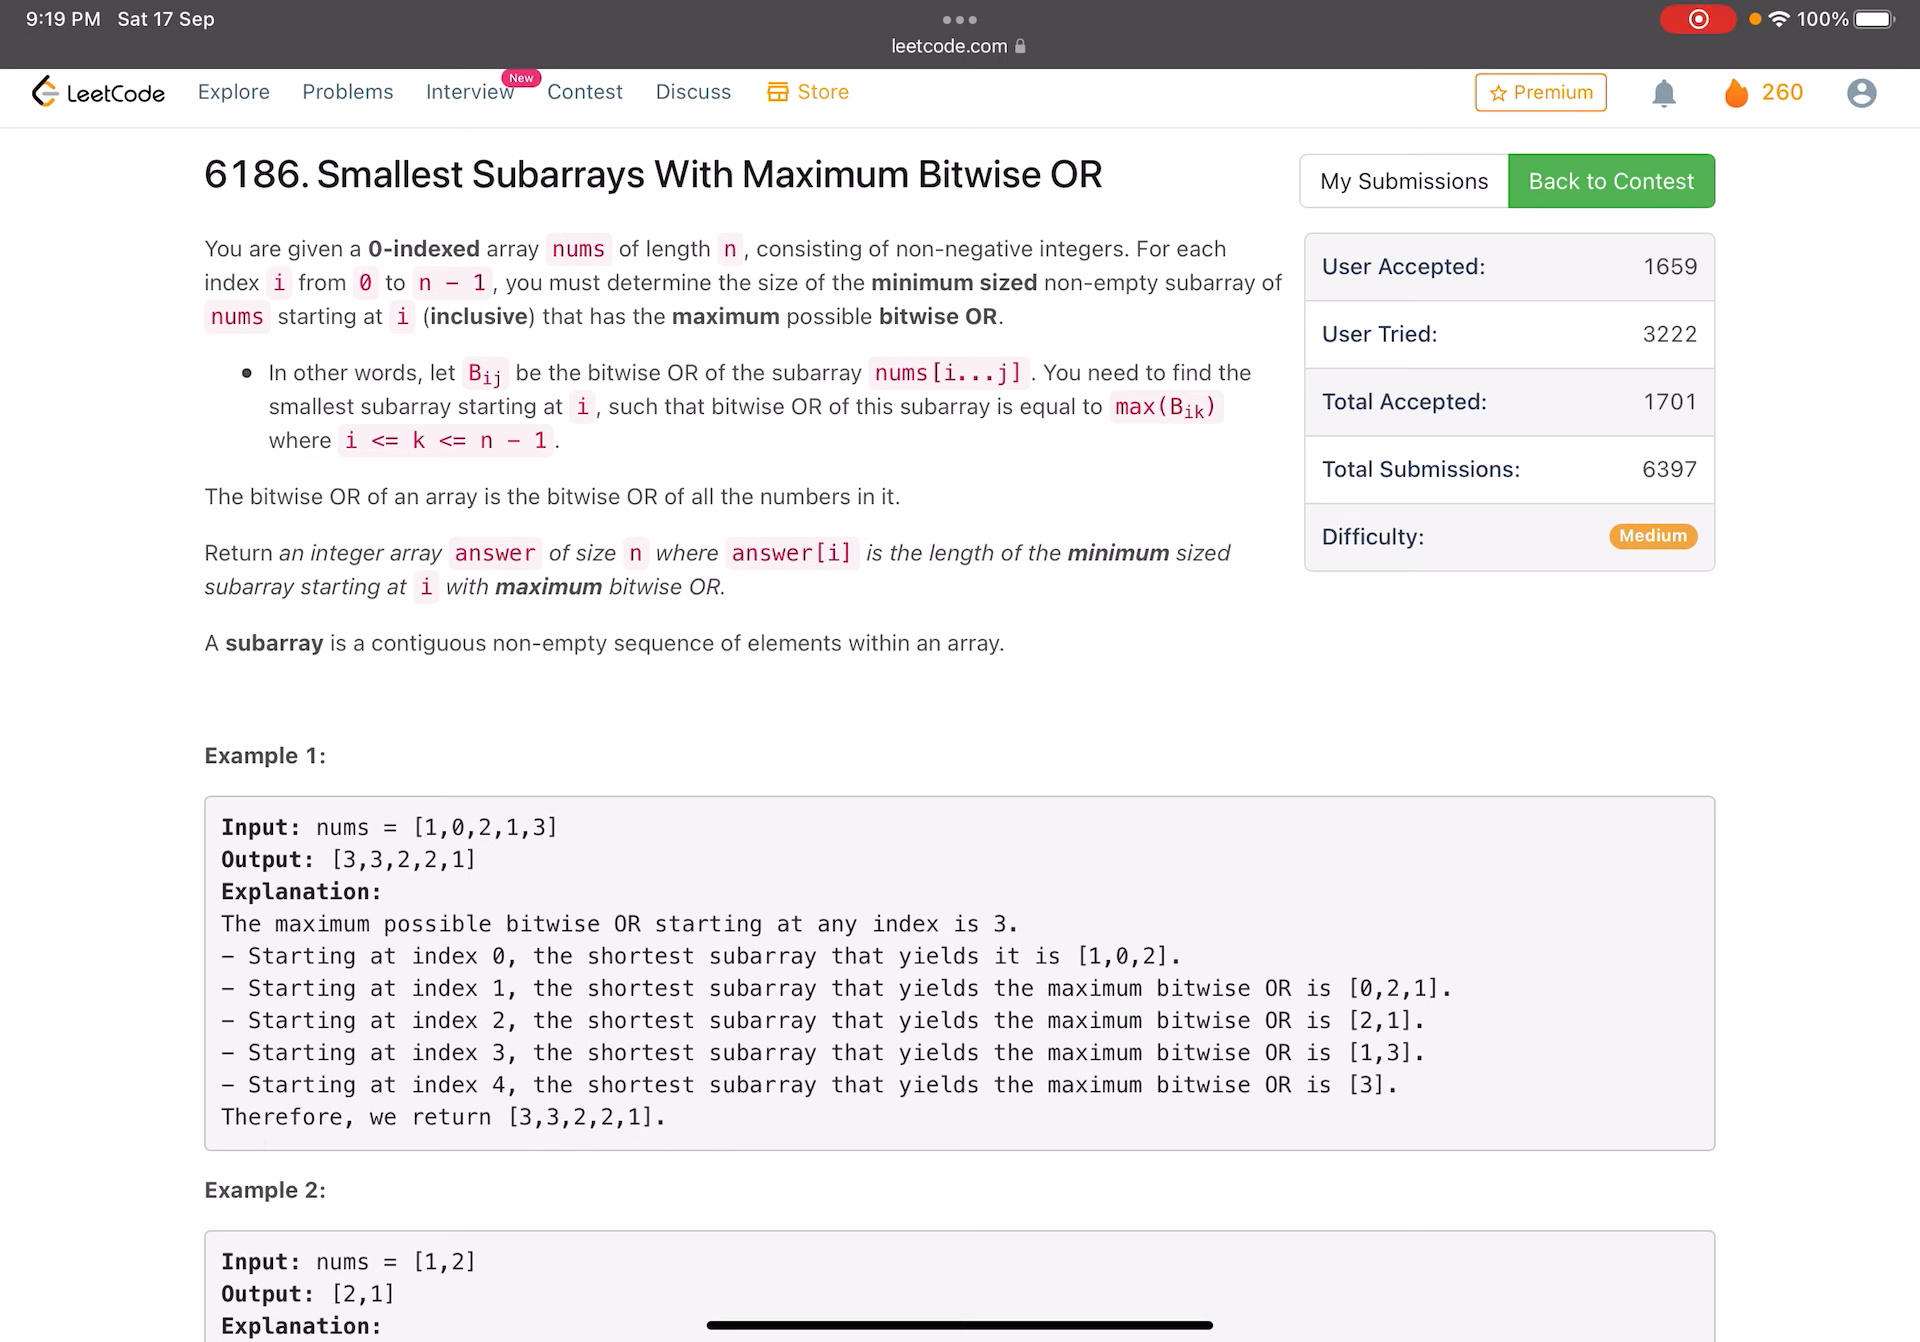 9:19 PM Sat 17 Sep
leetcode.com
100%
LeetCode Explore Problems Interview New Contest Discuss Store Premium 260
6186. Smallest Subarrays With Maximum Bitwise OR
My Submissions Back to Contest
You are given a 0-indexed array nums of length n, consisting of non-negative integers. For each
index i from 0 to n - 1, you must determine the size of the minimum sized non-empty subarray of
nums starting at i (inclusive) that has the maximum possible bitwise OR.
In other words, let Bij be the bitwise OR of the subarray nums[i...j]. You need to find the
smallest subarray starting at i, such that bitwise OR of this subarray is equal to max(Bik)
where i <= k <= n - 1.
The bitwise OR of an array is the bitwise OR of all the numbers in it.
Return an integer array answer of size n where answer[i] is the length of the minimum sized
subarray starting at i with maximum bitwise OR.
A subarray is a contiguous non-empty sequence of elements within an array.
User Accepted: 1659
User Tried: 3222
Total Accepted: 1701
Total Submissions: 6397
Difficulty: Medium
Example 1:
Input: nums = [1,0,2,1,3]
Output: [3,3,2,2,1]
Explanation:
The maximum possible bitwise OR starting at any index is 3.
- Starting at index 0, the shortest subarray that yields it is [1,0,2].
- Starting at index 1, the shortest subarray that yields the maximum bitwise OR is [0,2,1].
- Starting at index 2, the shortest subarray that yields the maximum bitwise OR is [2,1].
- Starting at index 3, the shortest subarray that yields the maximum bitwise OR is [1,3].
- Starting at index 4, the shortest subarray that yields the maximum bitwise OR is [3].
Therefore, we return [3,3,2,2,1].
Example 2:
Input: nums = [1,2]
Output: [2,1]
Explanation: